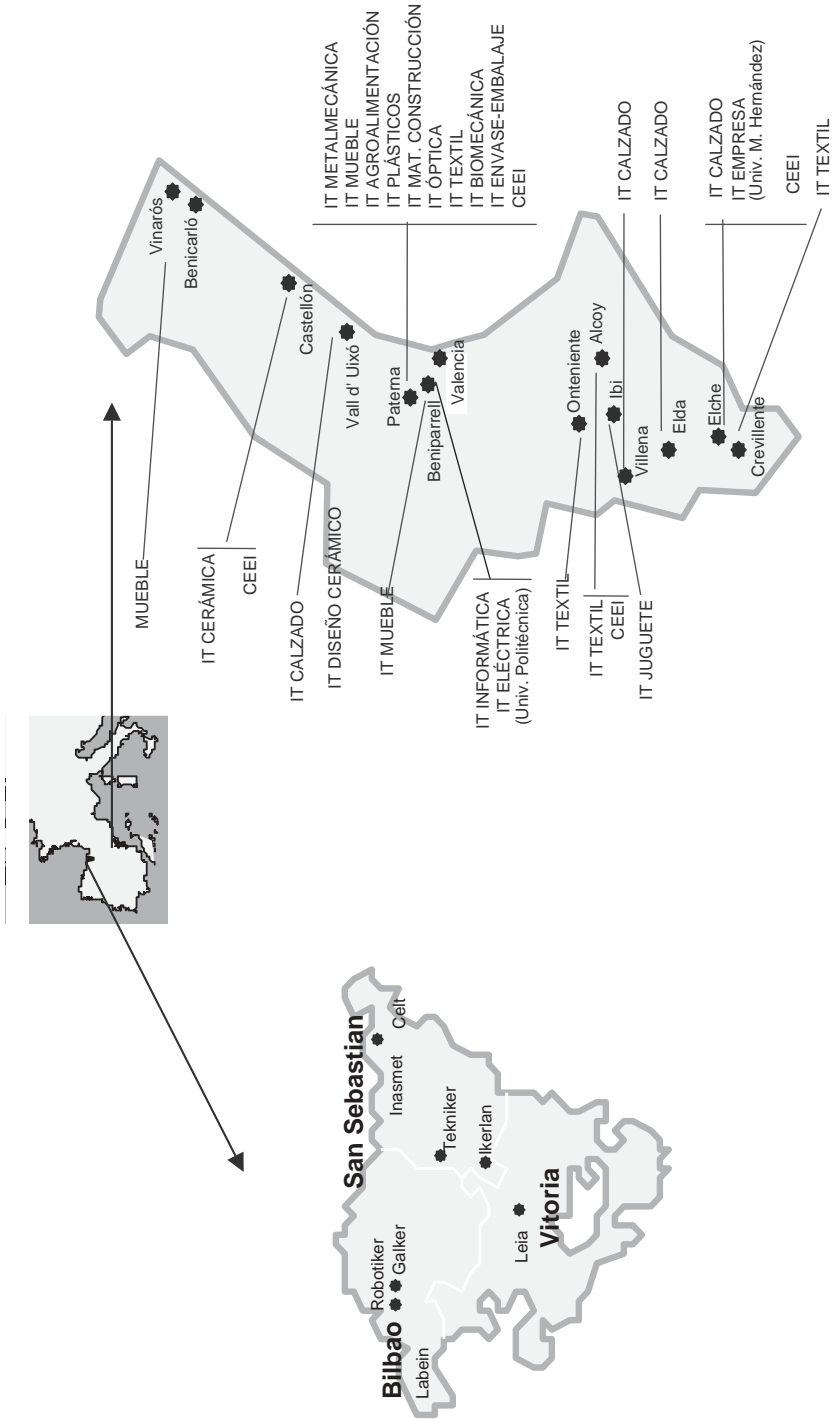 Bilbao
Labein
Robotiker
Galker
San Sebastian
Inasmet
Celt
Tekniker
Ikerlan
Leia
Vitoria
MUEBLE
IT CERÁMICA
CEEI
IT CALZADO
IT DISEÑO CERÁMICO
IT MUEBLE
IT INFORMÁTICA
IT ELÉCTRICA
(Univ. Politécnica)
IT TEXTIL
IT TEXTIL
CEEI
IT JUGUETE
Vinarós
Benicarló
Castellón
Vall d' Uixó
Paterna
Beniparrell
Valencia
Onteniente
Alcoy
Ibi
Villena
Elda
Elche
Crevillente
IT METALMECÁNICA
IT MUEBLE
IT AGROALIMENTACIÓN
IT PLÁSTICOS
IT MAT. CONSTRUCCIÓN
IT ÓPTICA
IT TEXTIL
IT BIOMECÁNICA
IT ENVASE-EMBALAJE
CEEI
IT CALZADO
IT CALZADO
IT CALZADO
IT EMPRESA
(Univ. M. Hernández)
CEEI
IT TEXTIL